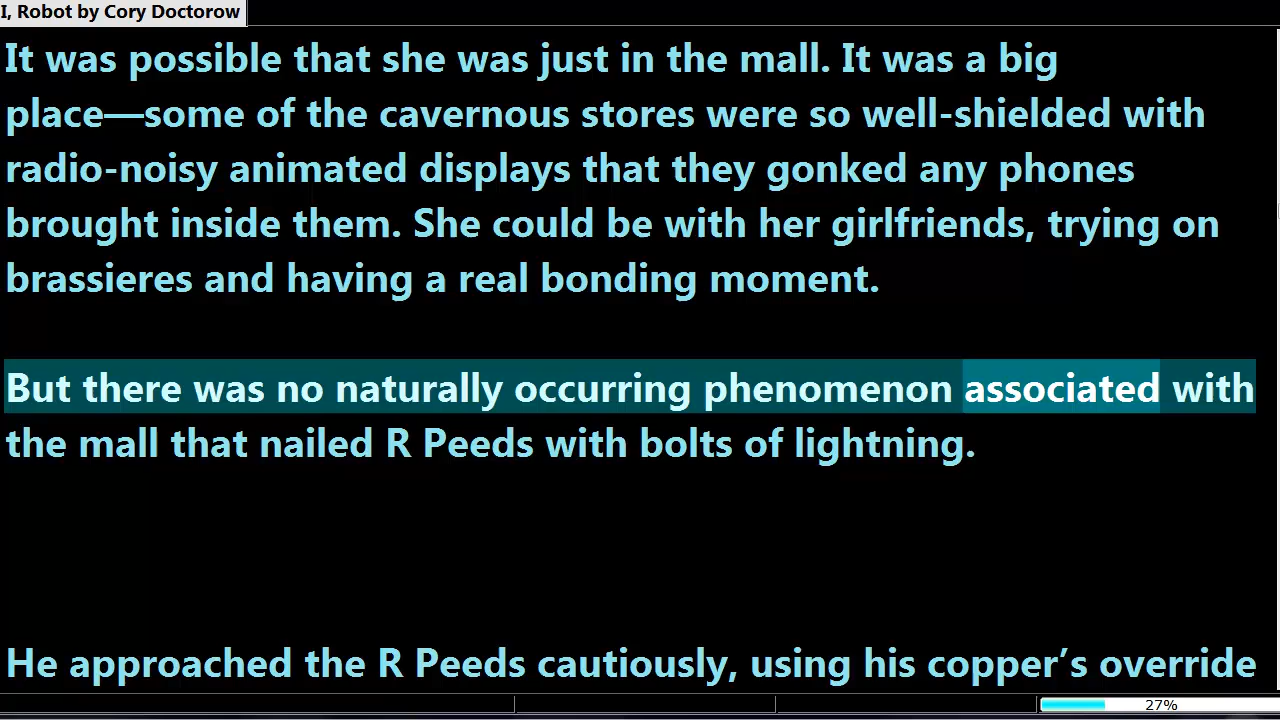 I, Robot by Cory Doctorow
It was possible that she was just in the mall. It was a big
place—some of the cavernous stores were so well-shielded with
radio-noisy animated displays that they gonked any phones
brought inside them. She could be with her girlfriends, trying on
brassieres and having a real bonding moment.
But there was no naturally occurring phenomenon associated with
the mall that nailed R Peeds with bolts of lightning.
He approached the R Peeds cautiously, using his copper’s override
27%